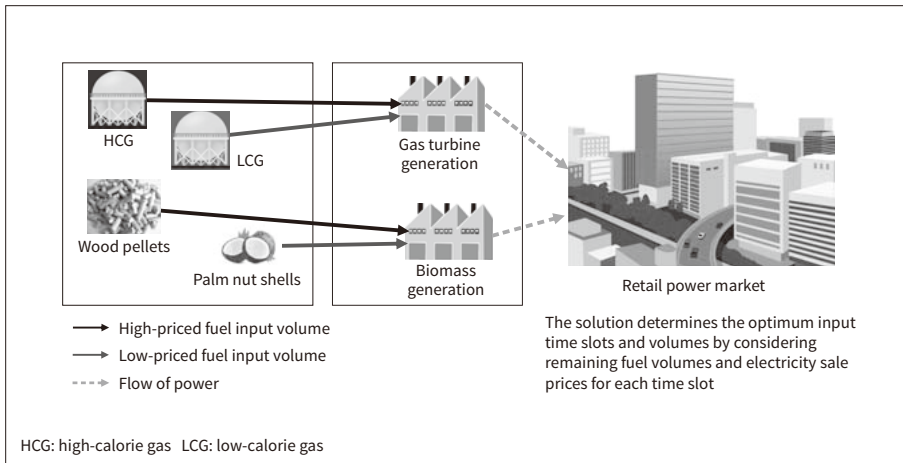 HCG
LCG
Gas turbine
generation
Wood pellets
Palm nut shells
Biomass
generation
Retail power market
High-priced fuel input volume
Low-priced fuel input volume
Flow of power
The solution determines the optimum input
time slots and volumes by considering
remaining fuel volumes and electricity sale
prices for each time slot
HCG: high-calorie gas LCG: low-calorie gas